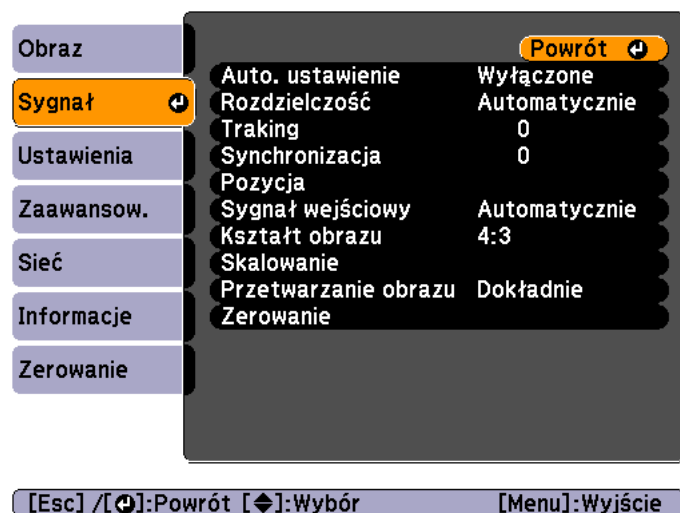 Obraz
Sygnał
Ustawienia
Zaawansow.
Sieć
Informacje
Zerowanie
Powrót
Auto. ustawienie Wyłączone
Rozdzielczość Automatycznie
Traking 0
Synchronizacja 0
Pozycja
Sygnał wejściowy Automatycznie
Kształt obrazu 4:3
Skalowanie
Przetwarzanie obrazu Dokładnie
Zerowanie
[Esc] /[⏎]:Powrót [◆]:Wybór [Menu]:Wyjście